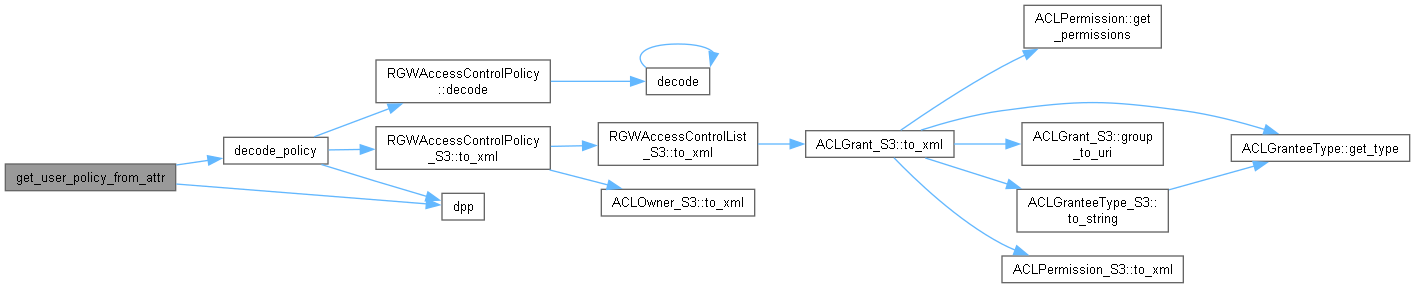 get_user_policy_from_attr
decode_policy
RGWAccessControlPolicy
::decode
decode
RGWAccessControlPolicy
_S3::to_xml
dpp
RGWAccessControlList
_S3::to_xml
ACLOwner_S3::to_xml
ACLGrant_S3::to_xml
ACLPermission::get
_permissions
ACLGrant_S3::group
_to_uri
ACLGranteeType_S3::
to_string
ACLPermission_S3::to_xml
ACLGranteeType::get_type